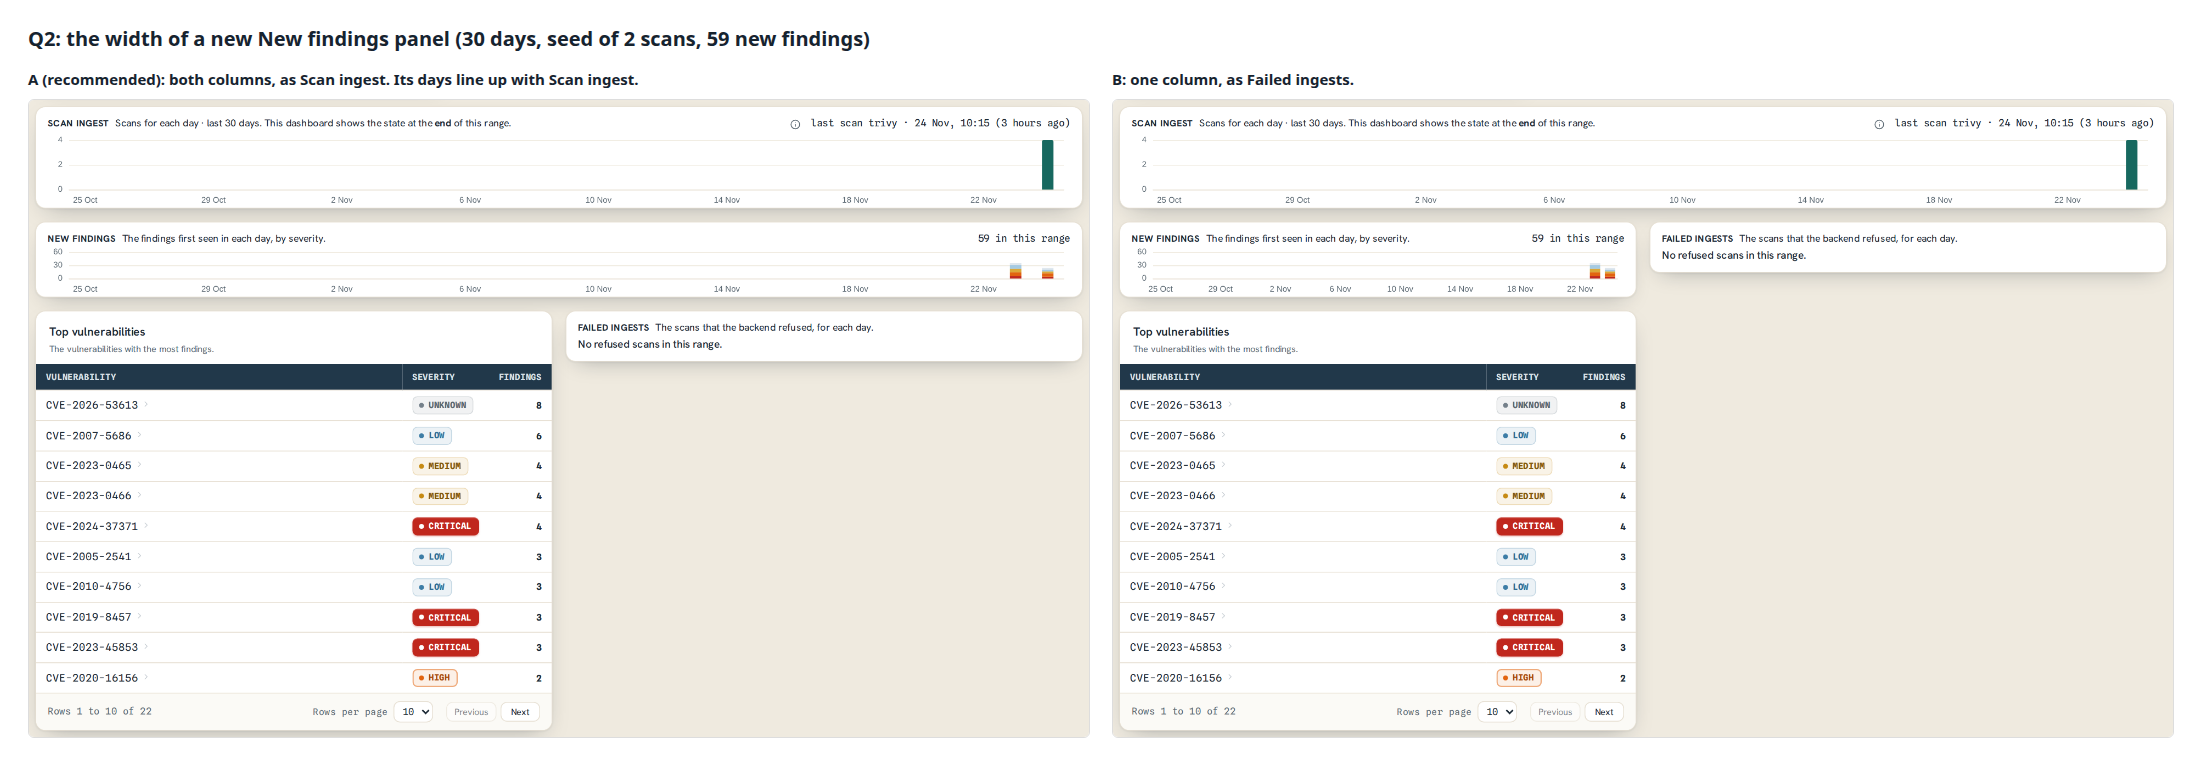 Q2: the width of a new New findings panel (30 days, seed of 2 scans, 59 new findings)
A (recommended): both columns, as Scan ingest. Its days line up with Scan ingest.
SCAN INGEST Scans for each day · last 30 days. This dashboard shows the state at the end of this range.
last scan trivy · 24 Nov, 10:15 (3 hours ago)
4
2
0
25 Oct 29 Oct 2 Nov 6 Nov 10 Nov 14 Nov 18 Nov 22 Nov
NEW FINDINGS The findings first seen in each day, by severity.
59 in this range
60
30
0
25 Oct 29 Oct 2 Nov 6 Nov 10 Nov 14 Nov 18 Nov 22 Nov
Top vulnerabilities
The vulnerabilities with the most findings.
VULNERABILITY SEVERITY FINDINGS
CVE-2026-53613 UNKNOWN 8
CVE-2007-5686 LOW 6
CVE-2023-0465 MEDIUM 4
CVE-2023-0466 MEDIUM 4
CVE-2024-37371 CRITICAL 4
CVE-2005-2541 LOW 3
CVE-2010-4756 LOW 3
CVE-2019-8457 CRITICAL 3
CVE-2023-45853 CRITICAL 3
CVE-2020-16156 HIGH 2
Rows 1 to 10 of 22 Rows per page 10 Previous Next
FAILED INGESTS The scans that the backend refused, for each day.
No refused scans in this range.
B: one column, as Failed ingests.
SCAN INGEST Scans for each day · last 30 days. This dashboard shows the state at the end of this range.
last scan trivy · 24 Nov, 10:15 (3 hours ago)
4
2
0
25 Oct 29 Oct 2 Nov 6 Nov 10 Nov 14 Nov 18 Nov 22 Nov
NEW FINDINGS The findings first seen in each day, by severity.
59 in this range
60
30
0
25 Oct 29 Oct 2 Nov 6 Nov 10 Nov 14 Nov 18 Nov 22 Nov
FAILED INGESTS The scans that the backend refused, for each day.
No refused scans in this range.
Top vulnerabilities
The vulnerabilities with the most findings.
VULNERABILITY SEVERITY FINDINGS
CVE-2026-53613 UNKNOWN 8
CVE-2007-5686 LOW 6
CVE-2023-0465 MEDIUM 4
CVE-2023-0466 MEDIUM 4
CVE-2024-37371 CRITICAL 4
CVE-2005-2541 LOW 3
CVE-2010-4756 LOW 3
CVE-2019-8457 CRITICAL 3
CVE-2023-45853 CRITICAL 3
CVE-2020-16156 HIGH 2
Rows 1 to 10 of 22 Rows per page 10 Previous Next